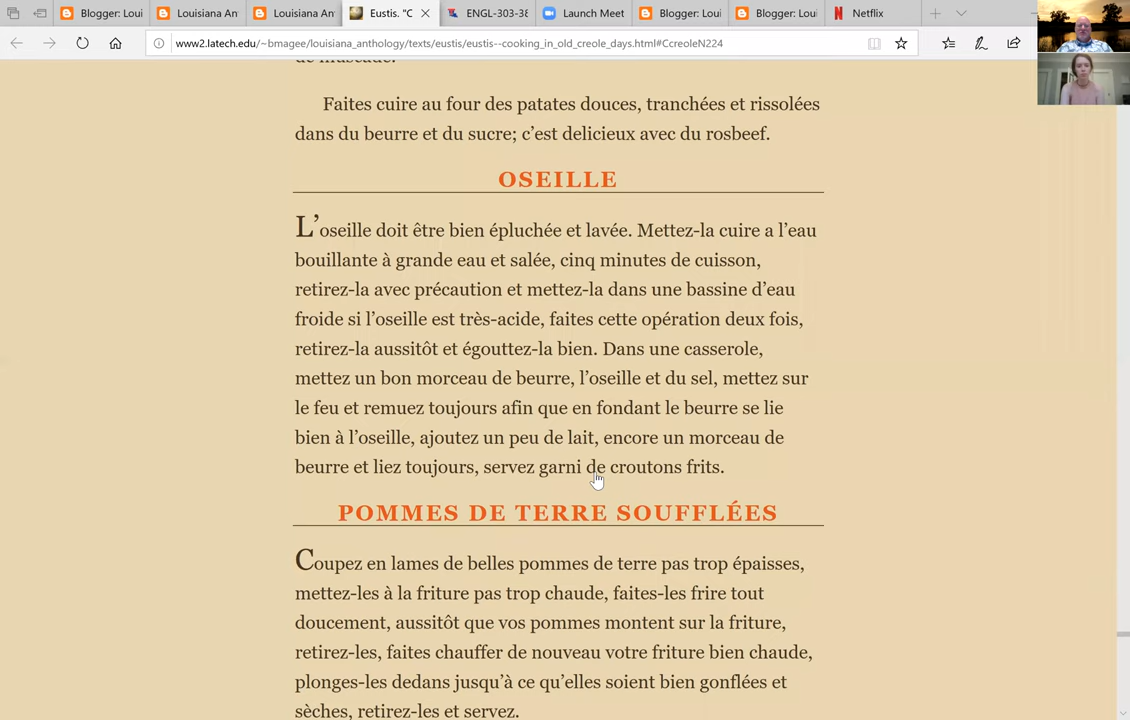 Blogger: Loui
Louisiana An
Louisiana An
Eustis. "C
ENGL-303-38
Launch Meet
Blogger: Loui
Blogger: Loui
Netflix
www2.latech.edu/~bmagee/louisiana_anthology/texts/eustis/eustis--cooking_in_old_creole_days.html#CcreoleN224
de muscade.
Faites cuire au four des patates douces, tranchées et rissolées
dans du beurre et du sucre; c’est delicieux avec du rosbeef.
OSEILLE
L’oseille doit être bien épluchée et lavée. Mettez-la cuire a l’eau
bouillante à grande eau et salée, cinq minutes de cuisson,
retirez-la avec précaution et mettez-la dans une bassine d’eau
froide si l’oseille est très-acide, faites cette opération deux fois,
retirez-la aussitôt et égouttez-la bien. Dans une casserole,
mettez un bon morceau de beurre, l’oseille et du sel, mettez sur
le feu et remuez toujours afin que en fondant le beurre se lie
bien à l’oseille, ajoutez un peu de lait, encore un morceau de
beurre et liez toujours, servez garni de croutons frits.
POMMES DE TERRE SOUFFLÉES
Coupez en lames de belles pommes de terre pas trop épaisses,
mettez-les à la friture pas trop chaude, faites-les frire tout
doucement, aussitôt que vos pommes montent sur la friture,
retirez-les, faites chauffer de nouveau votre friture bien chaude,
plonges-les dedans jusqu’à ce qu’elles soient bien gonflées et
sèches, retirez-les et servez.